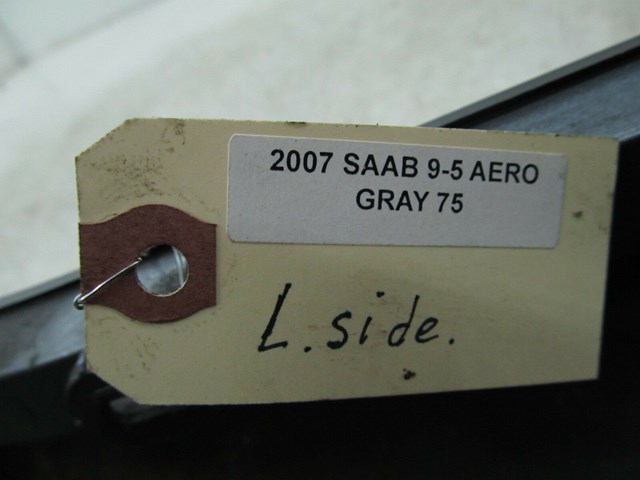 2007 SAAB 9-5 AERO
GRAY 75
L. side.